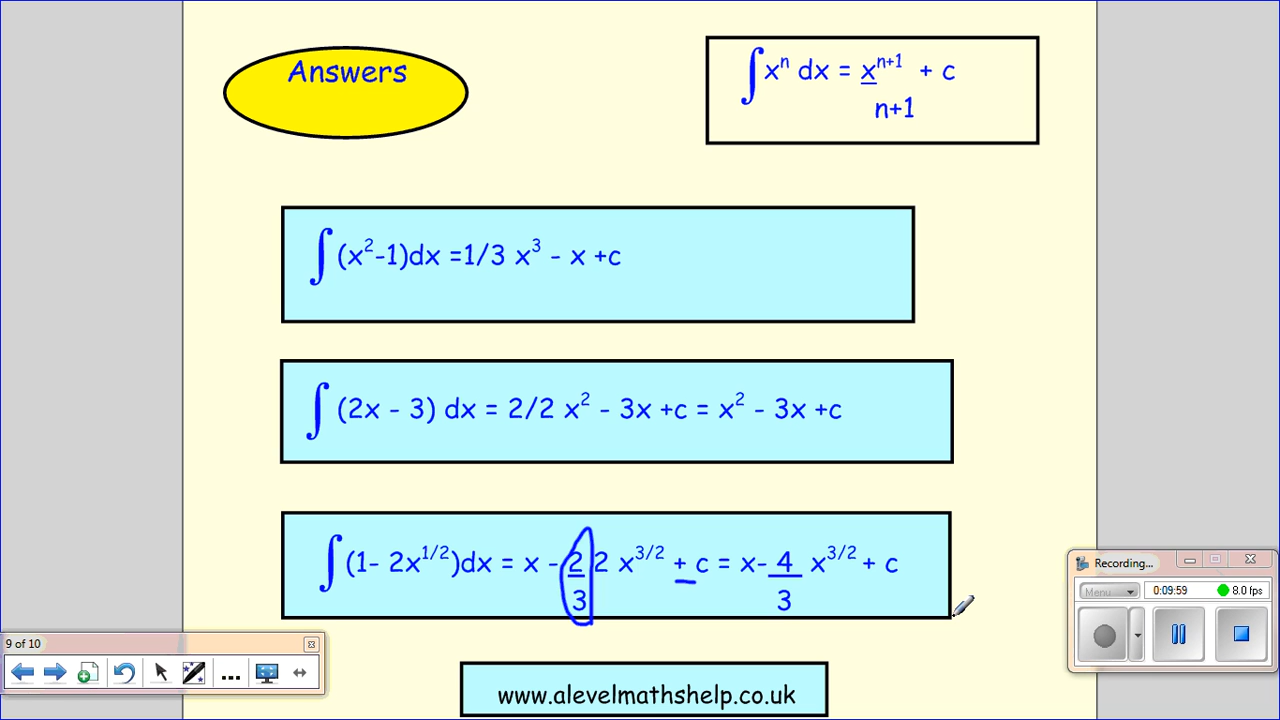 Answers
∫xⁿ dx = xⁿ⁺¹ + c
n+1
∫(x²-1)dx =1/3 x³ - x +c
∫(2x - 3) dx = 2/2 x² - 3x +c = x² - 3x +c
∫(1- 2x^1/2)dx = x - 2 2 x^3/2 + c = x- 4 x^3/2 + c
3 3
Recording...
Menu
0:09:59
8.0 fps
9 of 10
www.alevelmathshelp.co.uk